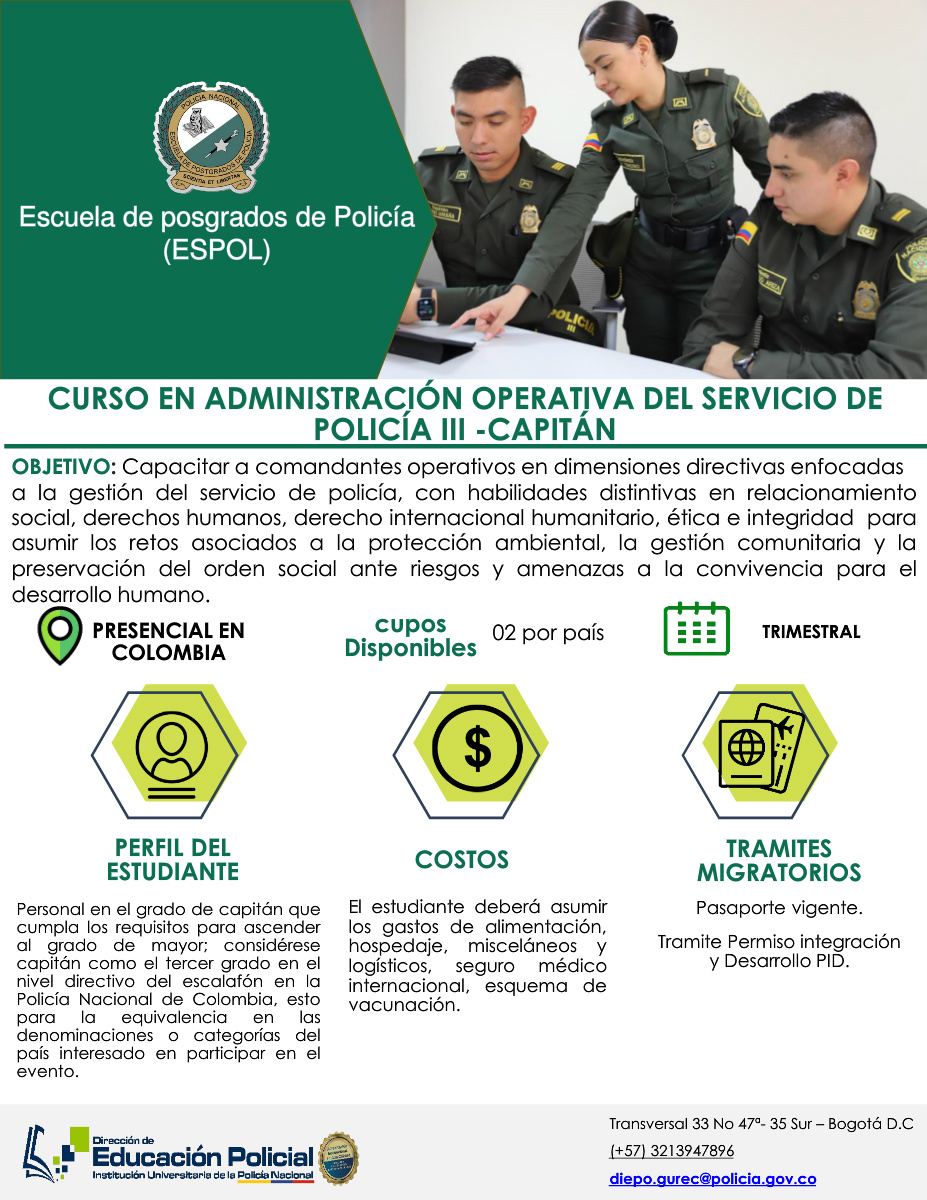 POLICIA NACIONAL
ESCUELA DE POSTGRADOS DE POLICIA
SCIENTIA ET LIBERTAS
Escuela de posgrados de Policía
(ESPOL)
POLICIA
III
CURSO EN ADMINISTRACIÓN OPERATIVA DEL SERVICIO DE
POLICÍA III -CAPITÁN
OBJETIVO: Capacitar a comandantes operativos en dimensiones directivas enfocadas
a la gestión del servicio de policía, con habilidades distintivas en relacionamiento
social, derechos humanos, derecho internacional humanitario, ética e integridad para
asumir los retos asociados a la protección ambiental, la gestión comunitaria y la
preservación del orden social ante riesgos y amenazas a la convivencia para el
desarrollo humano.
PRESENCIAL EN
COLOMBIA
cupos
Disponibles
02 por país
TRIMESTRAL
$
PERFIL DEL
ESTUDIANTE
Personal en el grado de capitán que
cumpla los requisitos para ascender
al grado de mayor; considérese
capitán como el tercer grado en el
nivel directivo del escalafón en la
Policía Nacional de Colombia, esto
para la equivalencia en las
denominaciones o categorías del
país interesado en participar en el
evento.
COSTOS
El estudiante deberá asumir
los gastos de alimentación,
hospedaje, misceláneos y
logísticos, seguro médico
internacional, esquema de
vacunación.
TRAMITES
MIGRATORIOS
Pasaporte vigente.
Tramite Permiso integración
y Desarrollo PID.
Dirección de
Educación Policial
Institución Universitaria de la Policía Nacional
Transversal 33 No 47ª- 35 Sur – Bogotá D.C
(+57) 3213947896
diepo.gurec@policia.gov.co